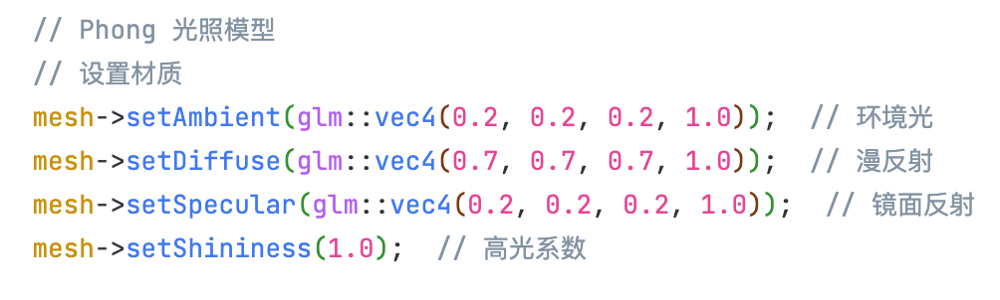 // Phong 光照模型
// 设置材质
mesh->setAmbient(glm::vec4(0.2, 0.2, 0.2, 1.0));  // 环境光
mesh->setDiffuse(glm::vec4(0.7, 0.7, 0.7, 1.0));  // 漫反射
mesh->setSpecular(glm::vec4(0.2, 0.2, 0.2, 1.0));  // 镜面反射
mesh->setShininess(1.0);  // 高光系数